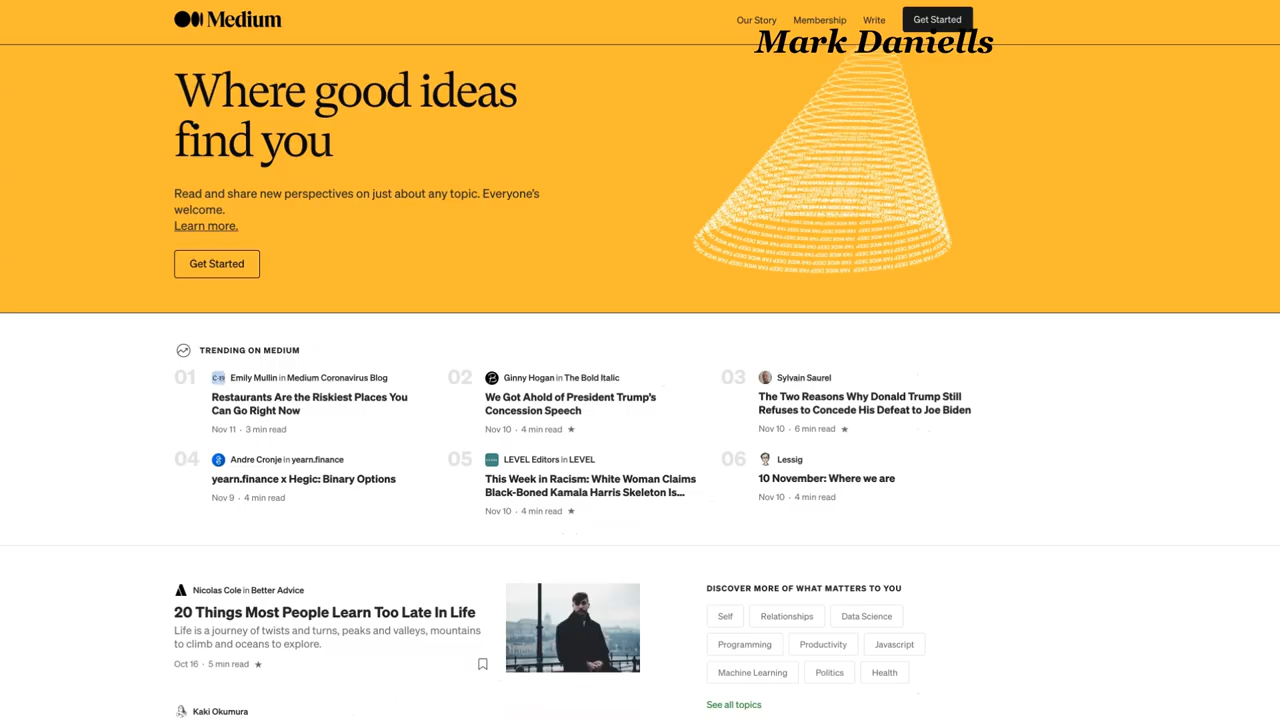 Medium
Our Story Membership Write Get Started
Mark Daniells
Where good ideas
find you
Read and share new perspectives on just about any topic. Everyone's
welcome.
Learn more.
Get Started
TRENDING ON MEDIUM
01
Emily Mullin in Medium Coronavirus Blog
Restaurants Are the Riskiest Places You
Can Go Right Now
Nov 11 · 3 min read
02
Ginny Hogan in The Bold Italic
We Got Ahold of President Trump's
Concession Speech
Nov 10 · 4 min read ★
03
Sylvain Saurel
The Two Reasons Why Donald Trump Still
Refuses to Concede His Defeat to Joe Biden
Nov 10 · 6 min read ★
04
Andre Cronje in yearn.finance
yearn.finance x Hegic: Binary Options
Nov 9 · 4 min read
05
LEVEL Editors in LEVEL
This Week in Racism: White Woman Claims
Black-Boned Kamala Harris Skeleton Is...
Nov 10 · 4 min read ★
06
Lessig
10 November: Where we are
Nov 10 · 4 min read
Nicolas Cole in Better Advice
20 Things Most People Learn Too Late In Life
Life is a journey of twists and turns, peaks and valleys, mountains
to climb and oceans to explore.
Oct 16 · 5 min read ★
Kaki Okumura
DISCOVER MORE OF WHAT MATTERS TO YOU
Self Relationships Data Science
Programming Productivity Javascript
Machine Learning Politics Health
See all topics